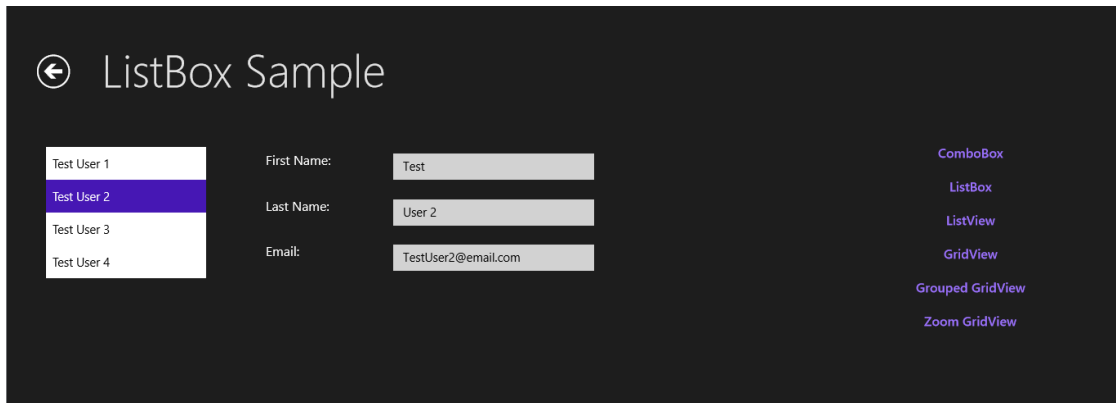 ListBox Sample
Test User 1
Test User 2
Test User 3
Test User 4
First Name:
Test
Last Name:
User 2
Email:
TestUser2@email.com
ComboBox
ListBox
ListView
GridView
Grouped GridView
Zoom GridView